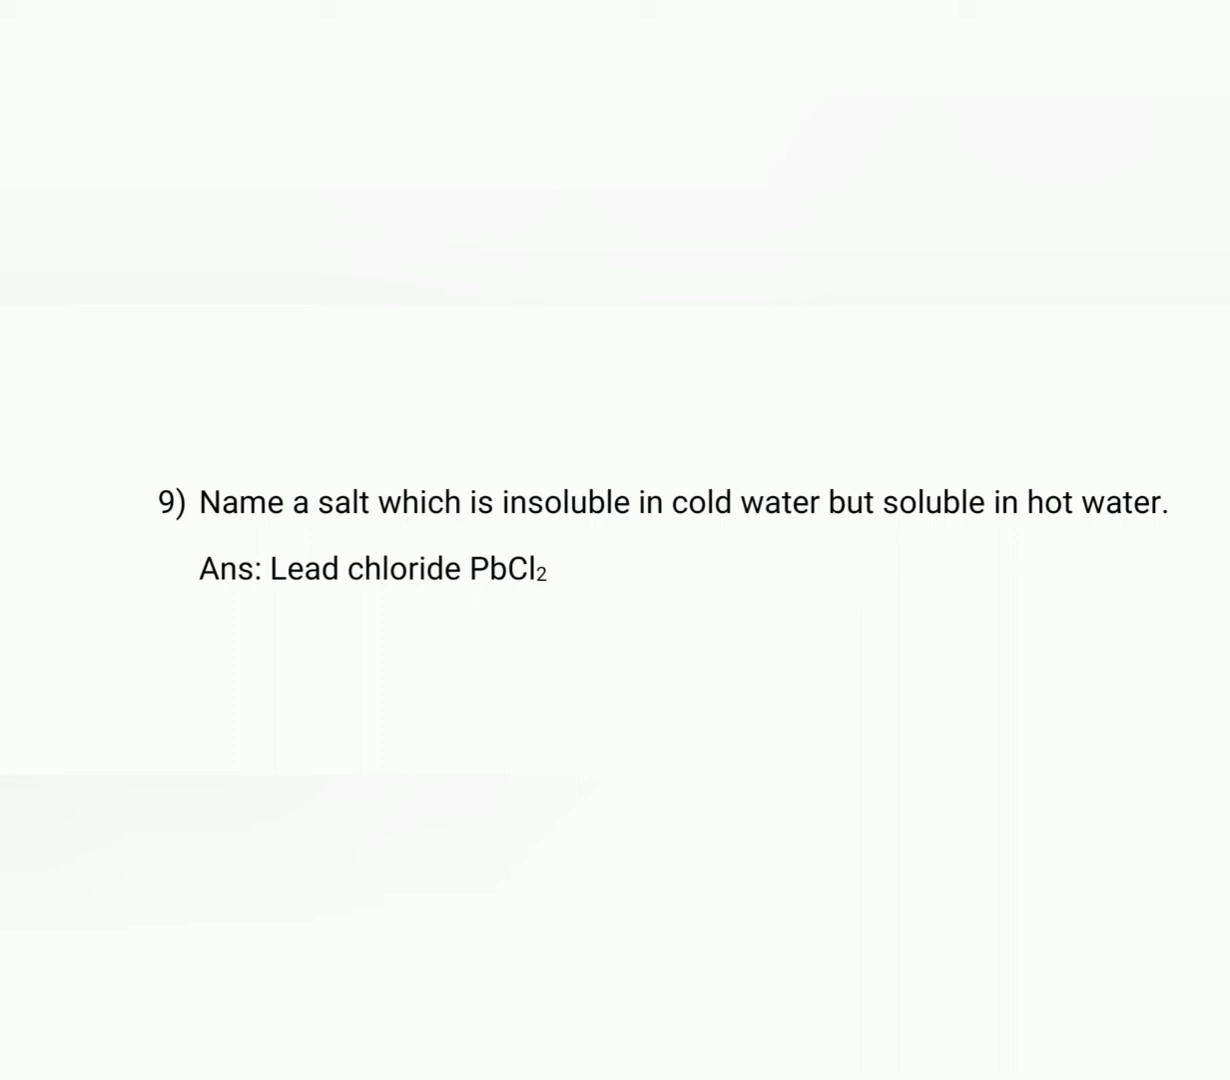 9) Name a salt which is insoluble in cold water but soluble in hot water.
Ans: Lead chloride PbCl₂